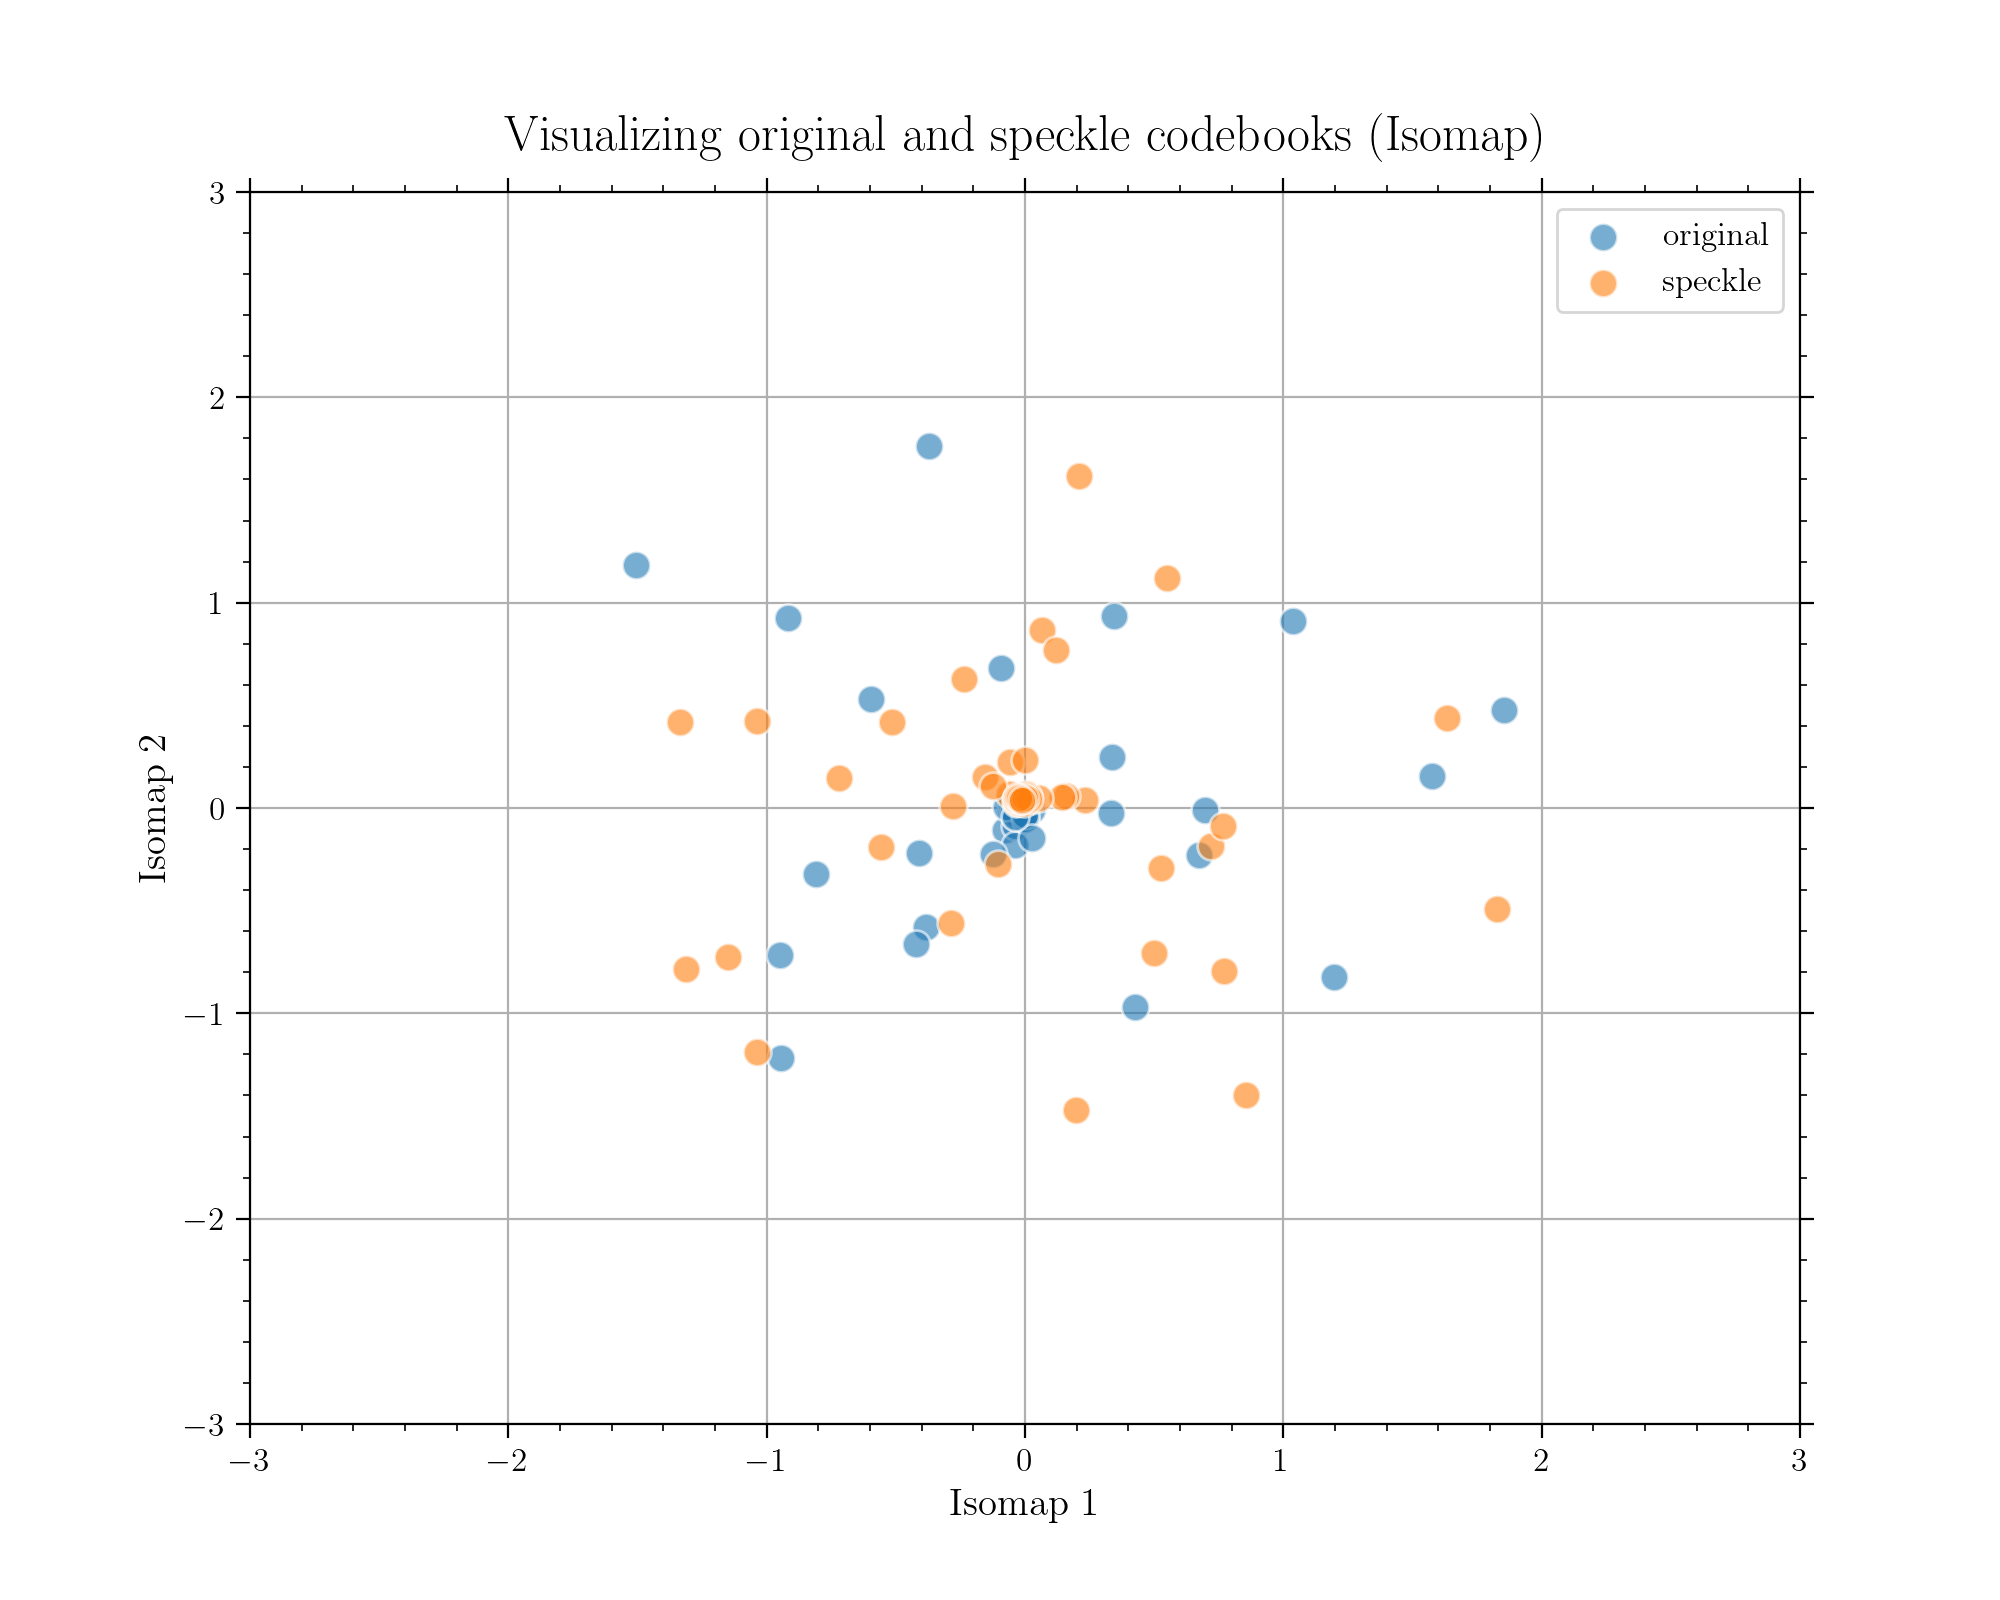 Visualizing original and speckle codebooks (Isomap)
original
speckle
3
2
1
0
−1
−2
−3
Isomap 2
−3
−2
−1
0
1
2
3
Isomap 1